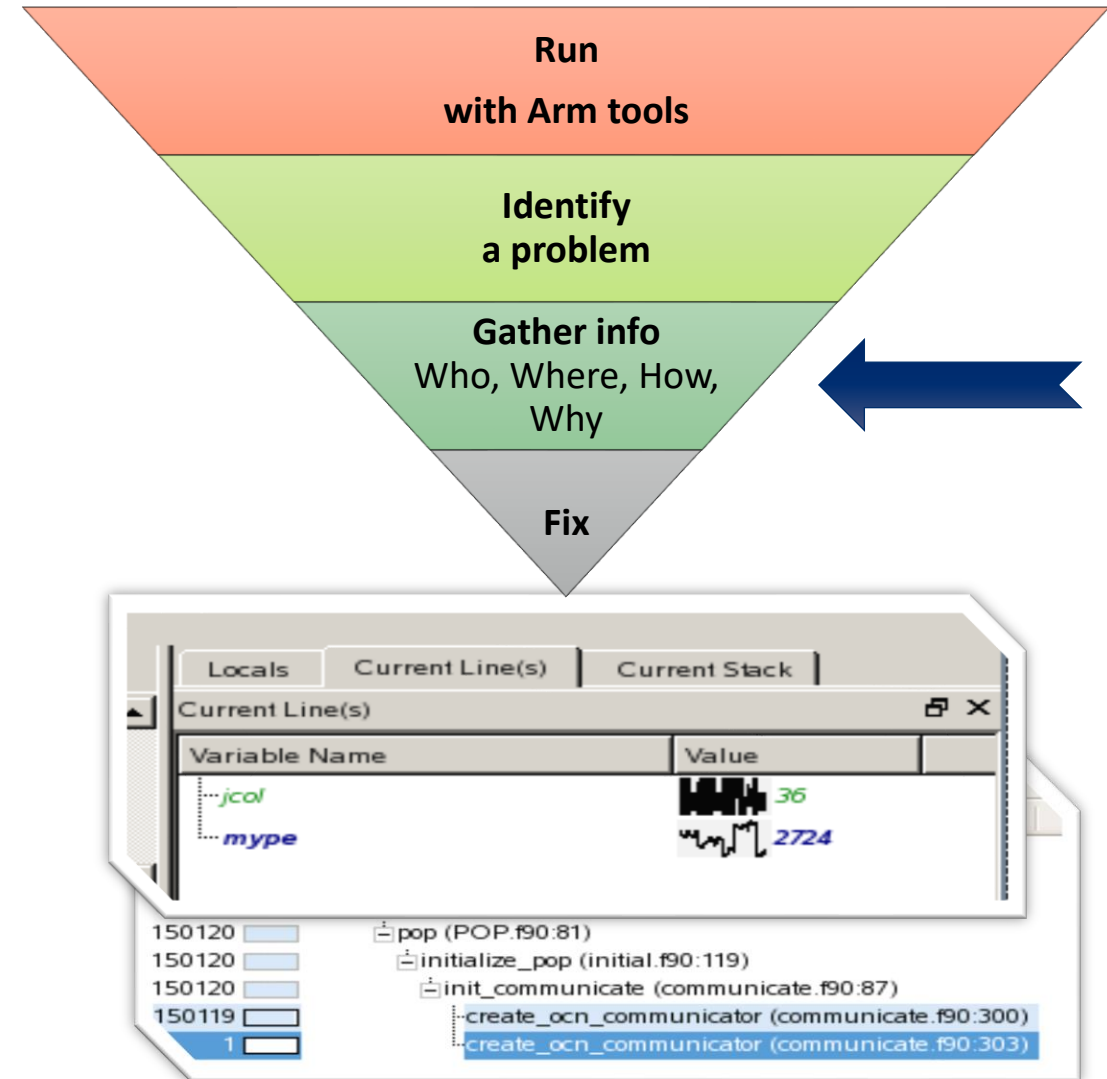 Run
with Arm tools
Identify
a problem
Gather info
Who, Where, How,
Why
Fix
Locals Current Line(s) Current Stack
Current Line(s)
Variable Name Value
jcol 36
mype 2724
150120 pop (POP.f90:81)
150120 initialize_pop (initial.f90:119)
150120 init_communicate (communicate.f90:87)
150119 create_ocn_communicator (communicate.f90:300)
1 create_ocn_communicator (communicate.f90:303)